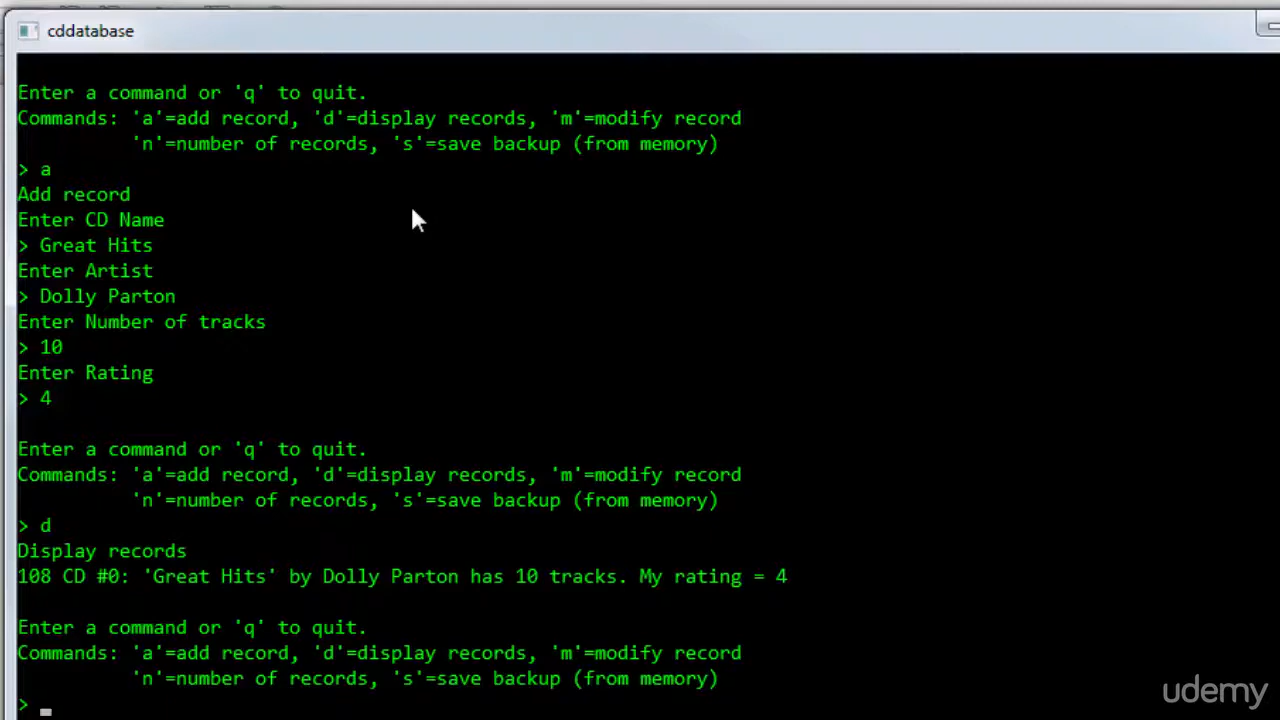 cddatabase
Enter a command or 'q' to quit.
Commands: 'a'=add record, 'd'=display records, 'm'=modify record
'n'=number of records, 's'=save backup (from memory)
> a
Add record
Enter CD Name
> Great Hits
Enter Artist
> Dolly Parton
Enter Number of tracks
> 10
Enter Rating
> 4
Enter a command or 'q' to quit.
Commands: 'a'=add record, 'd'=display records, 'm'=modify record
'n'=number of records, 's'=save backup (from memory)
> d
Display records
108 CD #0: 'Great Hits' by Dolly Parton has 10 tracks. My rating = 4
Enter a command or 'q' to quit.
Commands: 'a'=add record, 'd'=display records, 'm'=modify record
'n'=number of records, 's'=save backup (from memory)
>
udemy